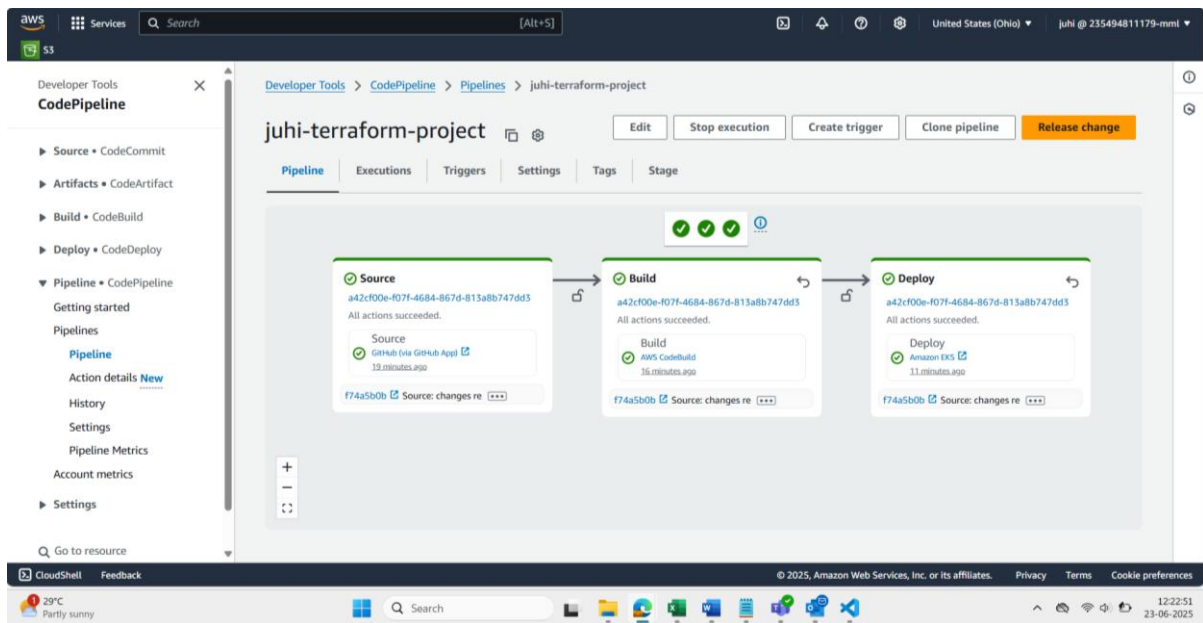 aws
Services
Search
[Alt+S]
United States (Ohio) ▼
juhi @ 235494811179-mml ▼
S3
Developer Tools
CodePipeline
Source • CodeCommit
Artifacts • CodeArtifact
Build • CodeBuild
Deploy • CodeDeploy
Pipeline • CodePipeline
Getting started
Pipelines
Pipeline
Action details New
History
Settings
Pipeline Metrics
Account metrics
Settings
Go to resource
Developer Tools > CodePipeline > Pipelines > juhi-terraform-project
juhi-terraform-project
Edit
Stop execution
Create trigger
Clone pipeline
Release change
Pipeline
Executions
Triggers
Settings
Tags
Stage
Source
a42cf00e-f07f-4684-867d-813a8b747dd3
All actions succeeded.
Source
GitHub (via GitHub App)
19 minutes ago
f74a5b0b Source: changes re
Build
a42cf00e-f07f-4684-867d-813a8b747dd3
All actions succeeded.
Build
AWS CodeBuild
16 minutes ago
f74a5b0b Source: changes re
Deploy
a42cf00e-f07f-4684-867d-813a8b747dd3
All actions succeeded.
Deploy
Amazon EKS
11 minutes ago
f74a5b0b Source: changes re
CloudShell
Feedback
© 2025, Amazon Web Services, Inc. or its affiliates.
Privacy
Terms
Cookie preferences
1
29°C
Partly sunny
Search
12:22:51
23-06-2025